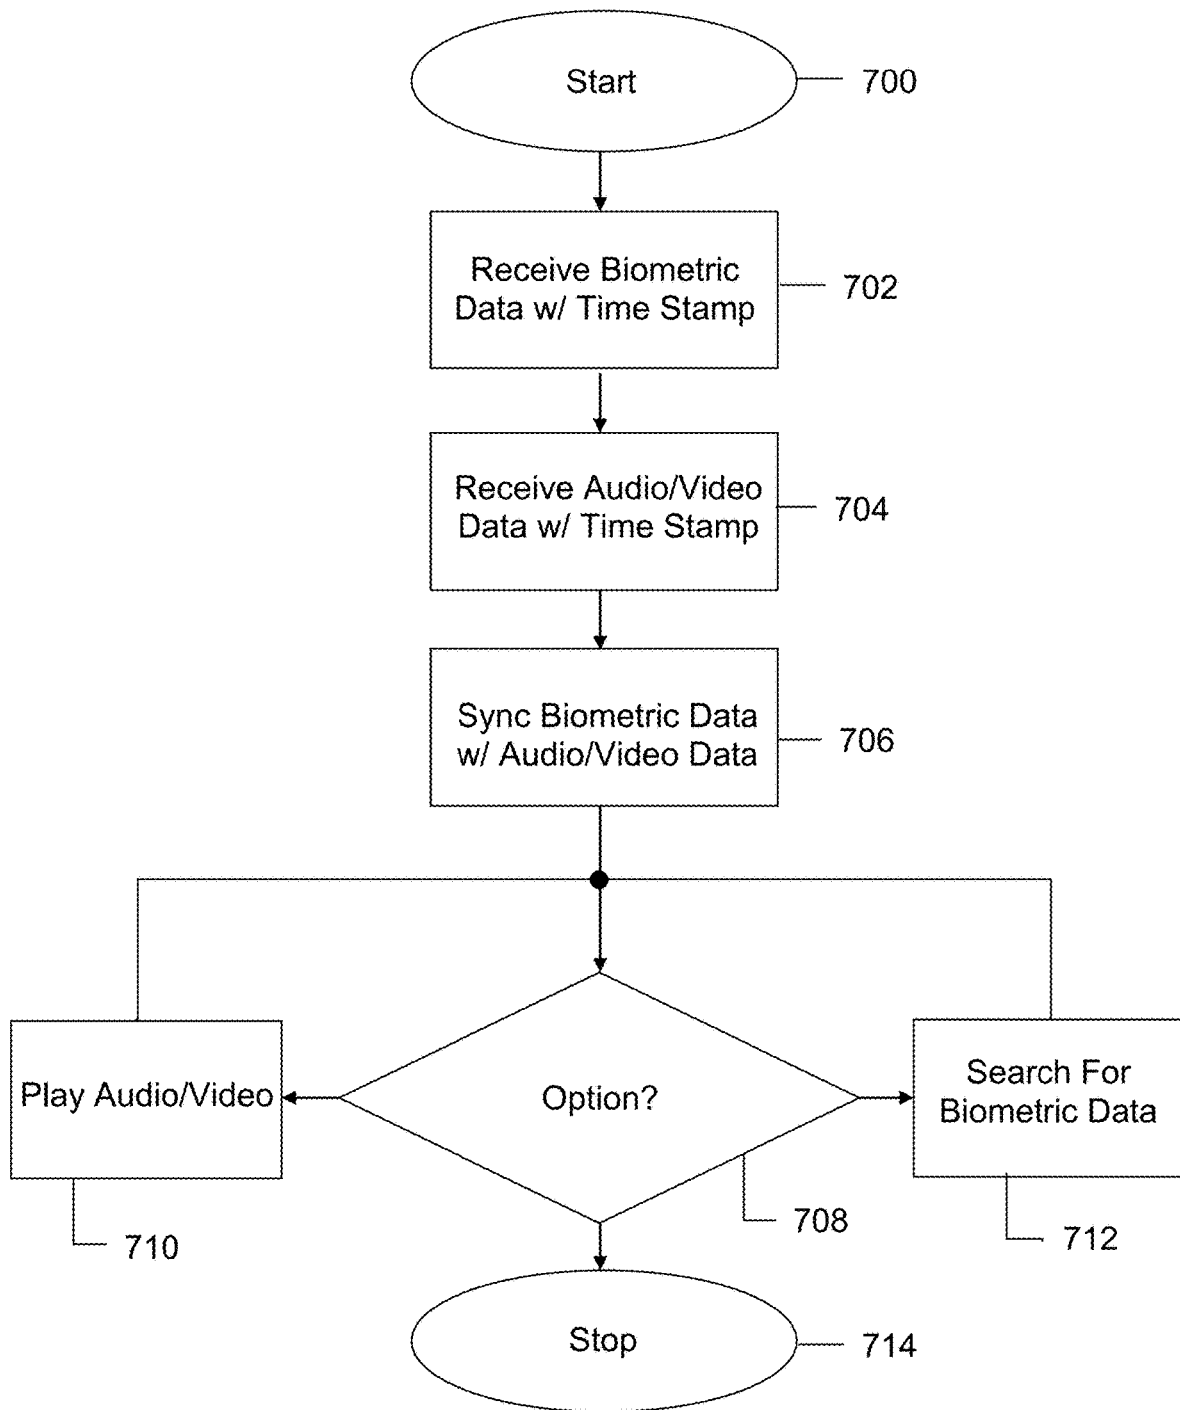 Start
700
Receive Biometric
Data w/ Time Stamp
702
Receive Audio/Video
Data w/ Time Stamp
704
Sync Biometric Data
w/ Audio/Video Data
706
Play Audio/Video
710
Option?
708
Search For
Biometric Data
712
Stop
714